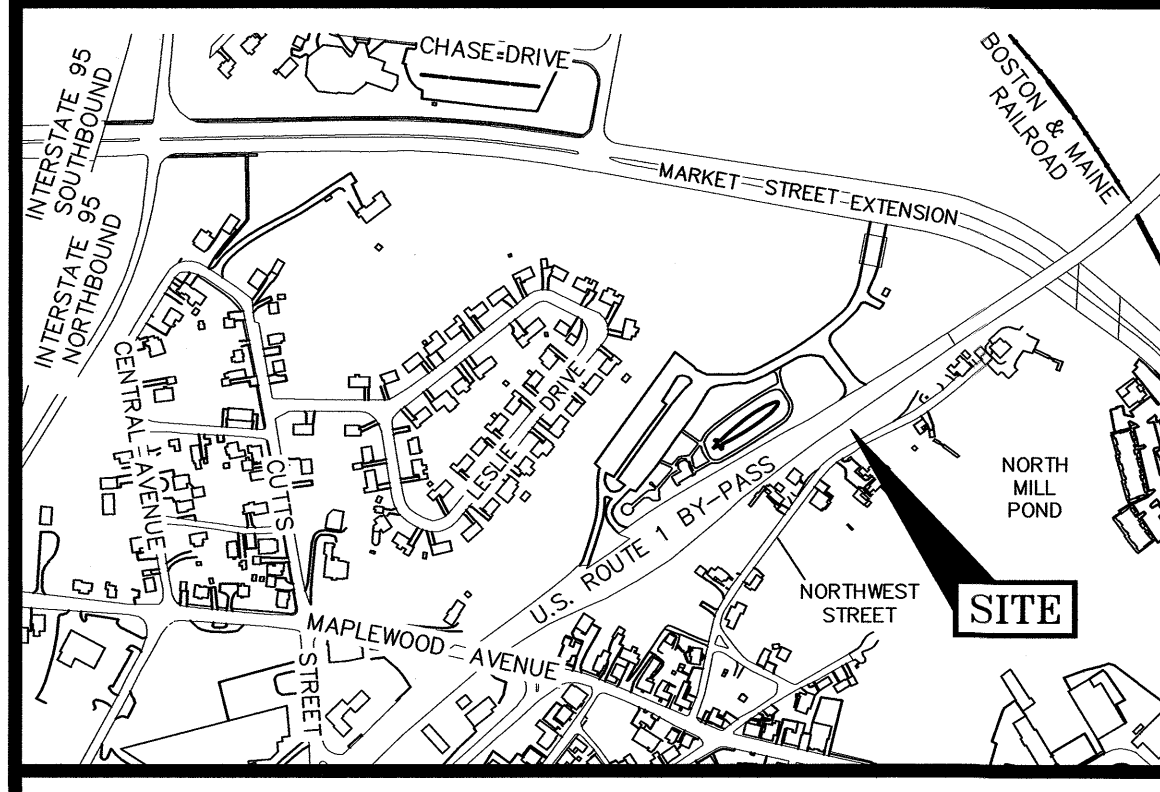 CHASE DRIVE
BOSTON & MAINE
RAILROAD
INTERSTATE 95
SOUTHBOUND
INTERSTATE 95
NORTHBOUND
MARKET STREET EXTENSION
CENTRAL AVENUE
CUTTS
STREET
LESLIE DRIVE
U.S. ROUTE 1 BY-PASS
NORTH
MILL
POND
NORTHWEST
STREET
SITE
MAPLEWOOD AVENUE